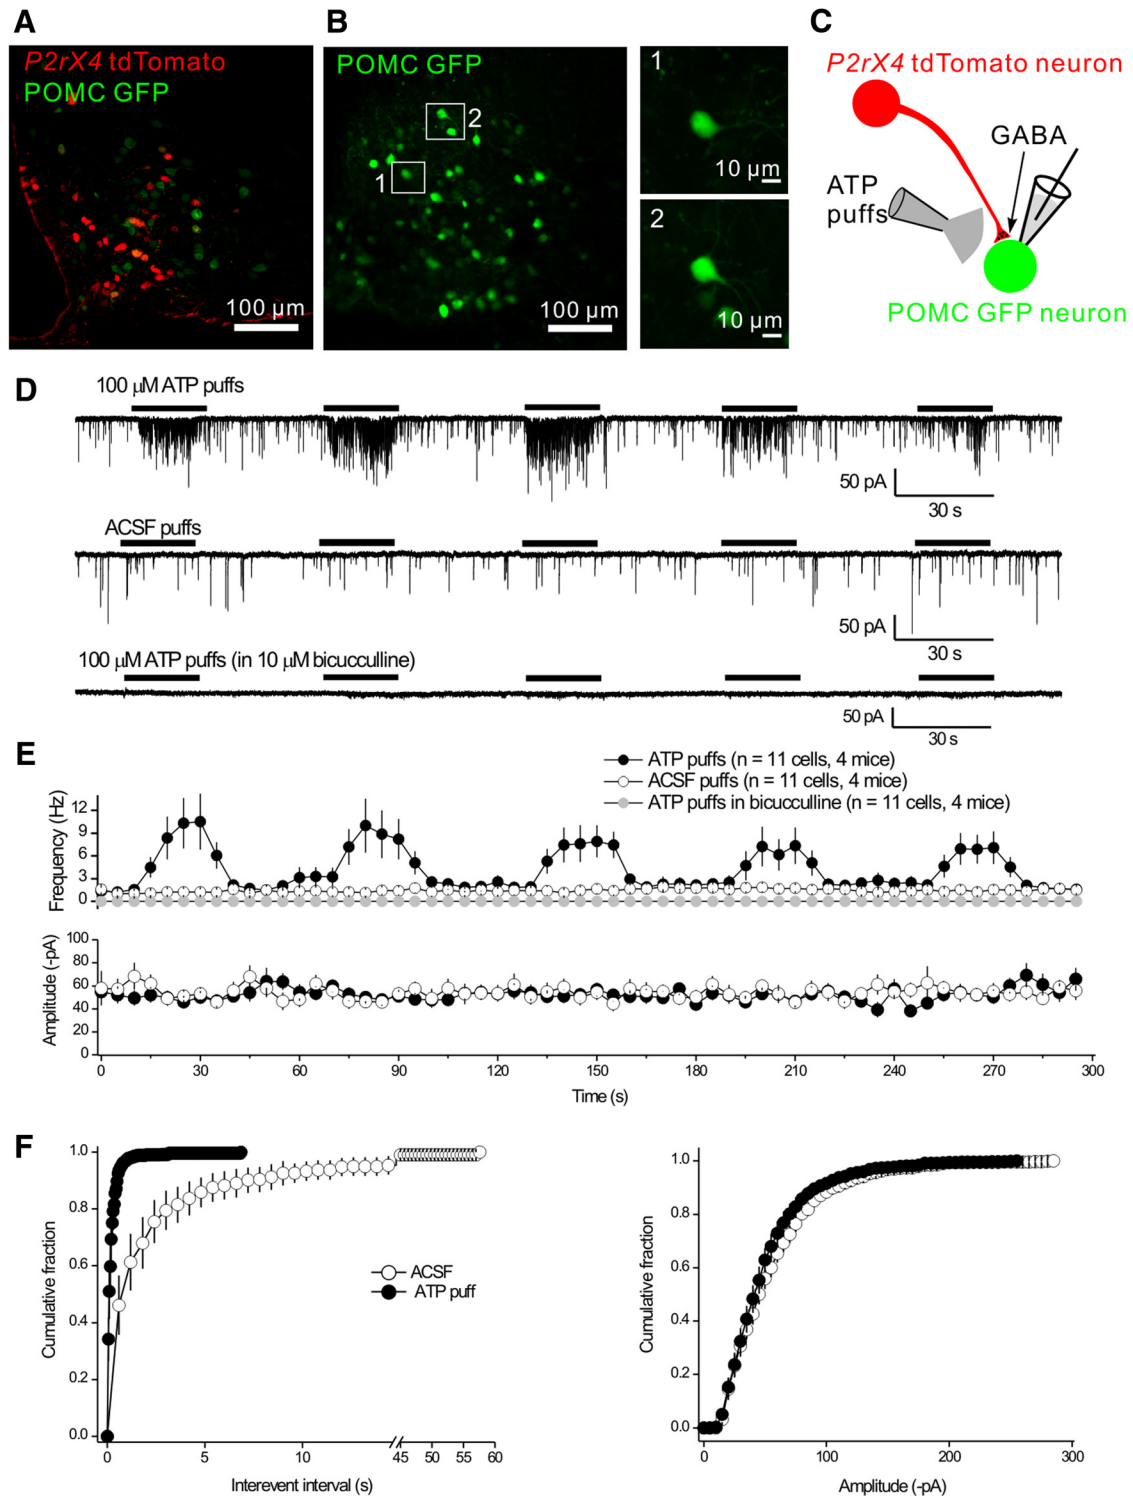 A
P2rX4 tdTomato
POMC GFP
100 µm
B
POMC GFP
2
1
100 µm
1
10 µm
2
10 µm
C
P2rX4 tdTomato neuron
GABA
ATP
puffs
POMC GFP neuron
D
100 µM ATP puffs
50 pA
30 s
ACSF puffs
50 pA
30 s
100 µM ATP puffs (in 10 µM bicucculline)
50 pA
30 s
E
ATP puffs (n = 11 cells, 4 mice)
ACSF puffs (n = 11 cells, 4 mice)
ATP puffs in bicucculline (n = 11 cells, 4 mice)
Frequency (Hz)
12
9
6
3
0
Amplitude (-pA)
100
80
60
40
20
0
0 30 60 90 120 150 180 210 240 270 300
Time (s)
F
Cumulative fraction
1.0
0.8
0.6
0.4
0.2
0.0
ACSF
ATP puff
0 5 10 45 50 55 60
Interevent interval (s)
Cumulative fraction
1.0
0.8
0.6
0.4
0.2
0.0
0 100 200 300
Amplitude (-pA)